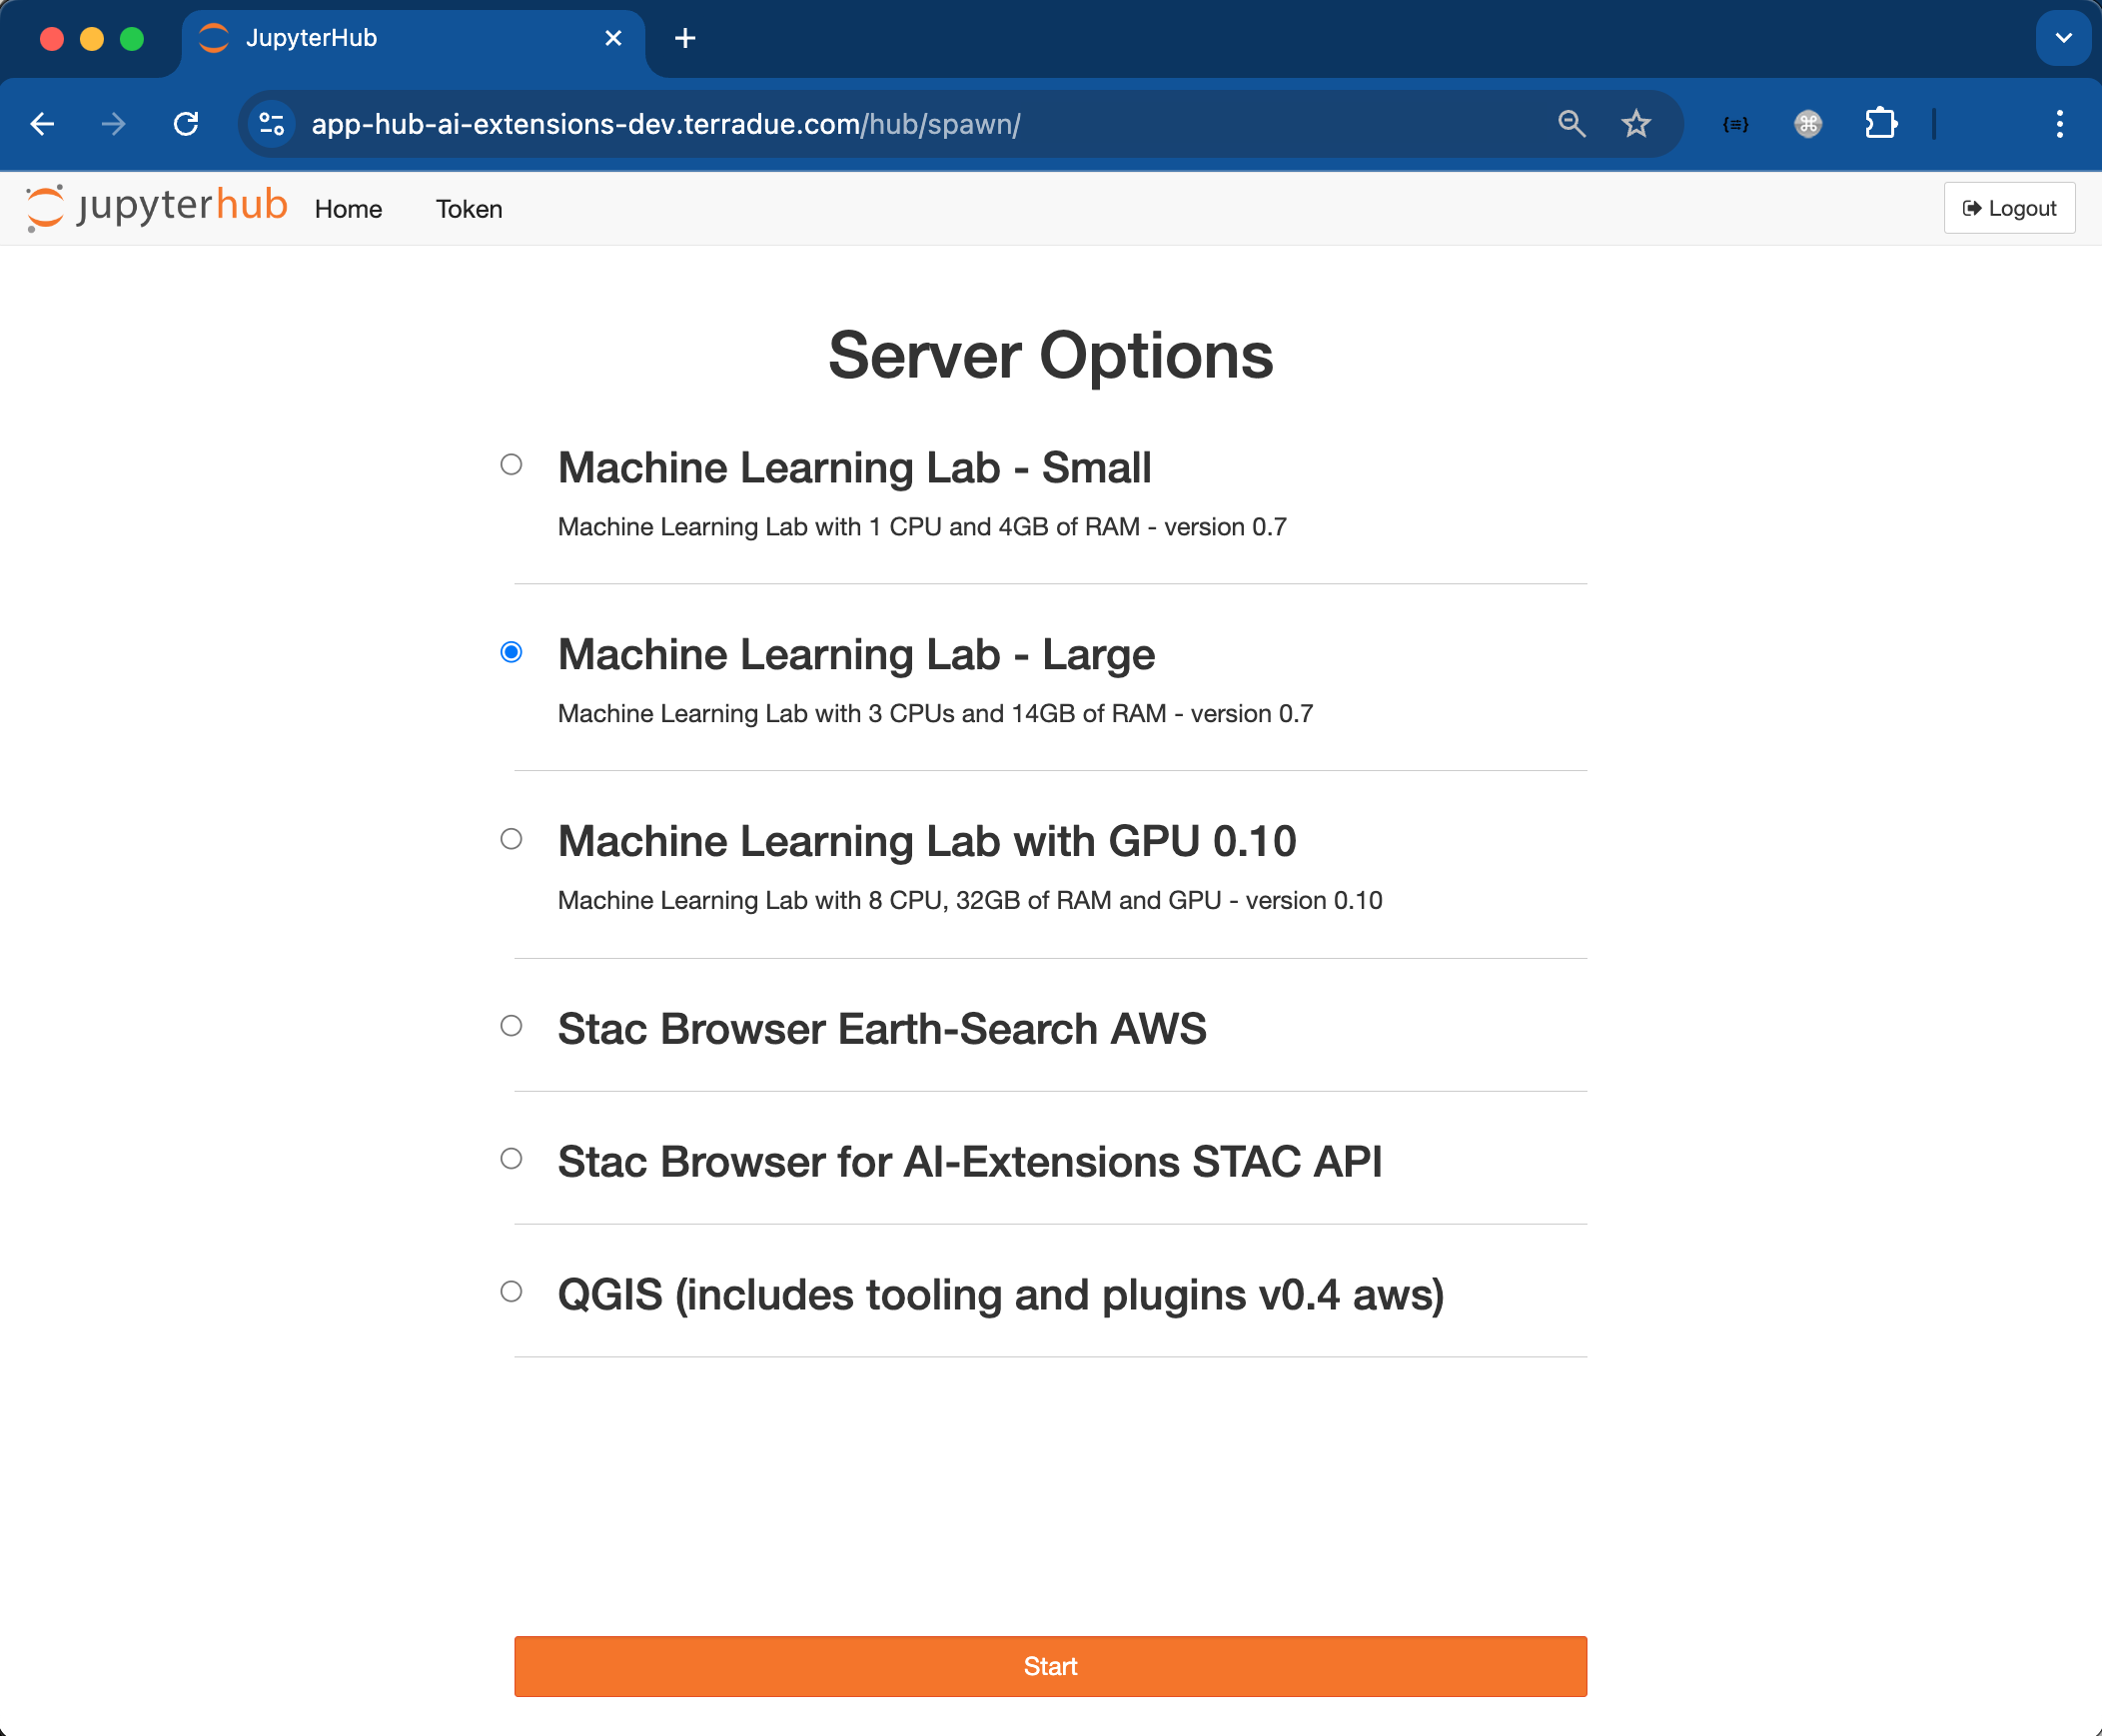 JupyterHub
app-hub-ai-extensions-dev.terradue.com/hub/spawn/
jupyterhub Home Token Logout
Server Options
Machine Learning Lab - Small
Machine Learning Lab with 1 CPU and 4GB of RAM - version 0.7
Machine Learning Lab - Large
Machine Learning Lab with 3 CPUs and 14GB of RAM - version 0.7
Machine Learning Lab with GPU 0.10
Machine Learning Lab with 8 CPU, 32GB of RAM and GPU - version 0.10
Stac Browser Earth-Search AWS
Stac Browser for AI-Extensions STAC API
QGIS (includes tooling and plugins v0.4 aws)
Start